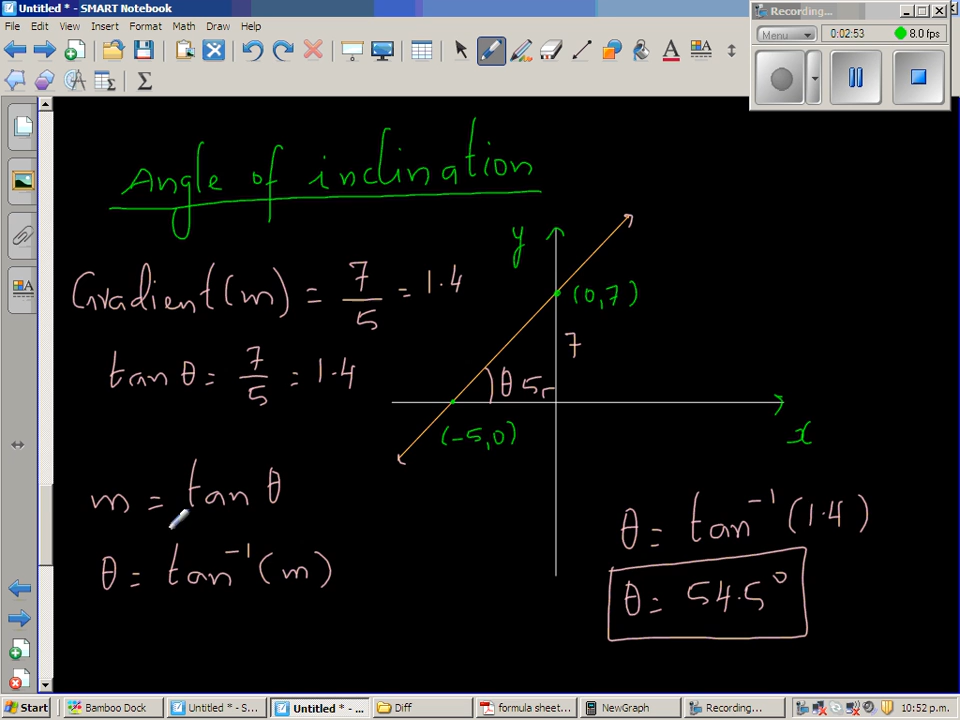 Untitled * - SMART Notebook
File Edit View Insert Format Math Draw Help
Recording...
Menu 0:02:53 8.0 fps
Angle of inclination
Gradient(m) = 7/5 = 1.4
tan θ = 7/5 = 1.4
m = tan θ
θ = tan⁻¹(m)
y
(0,7)
7
θ 5
(-5,0)
x
θ = tan⁻¹(1.4)
θ = 54.5°
Start Bamboo Dock Untitled * - S... Untitled * - ... Diff formula sheet... NewGraph Recording... 10:52 p.m.